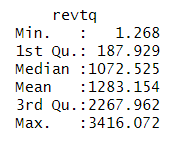 revtq
Min.   :   1.268
1st Qu.: 187.929
Median :1072.525
Mean   :1283.154
3rd Qu.:2267.962
Max.   :3416.072